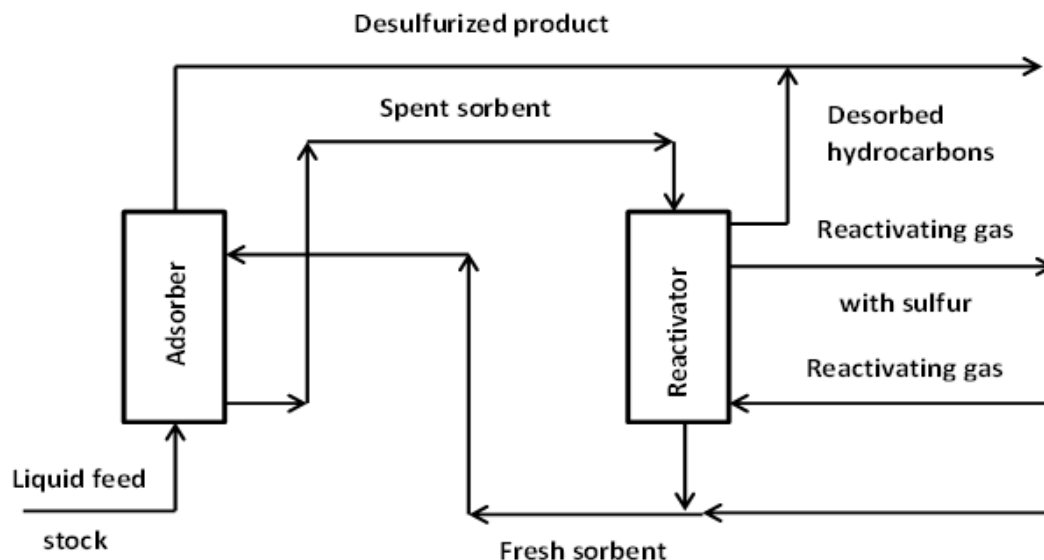 Desulfurized product
Spent sorbent
Desorbed
hydrocarbons
Reactivating gas
with sulfur
Adsorber
Reactivator
Reactivating gas
Liquid feed
stock
Fresh sorbent